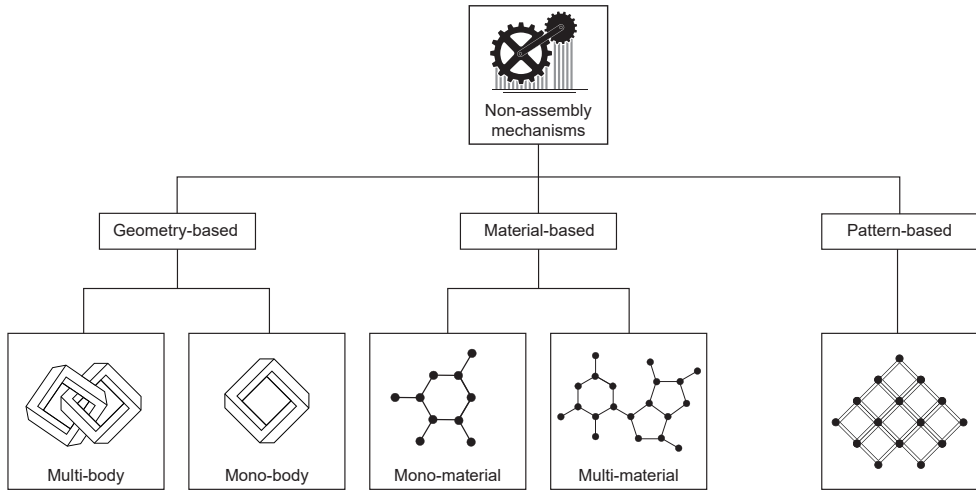 Non-assembly
mechanisms
Geometry-based
Material-based
Pattern-based
Multi-body
Mono-body
Mono-material
Multi-material